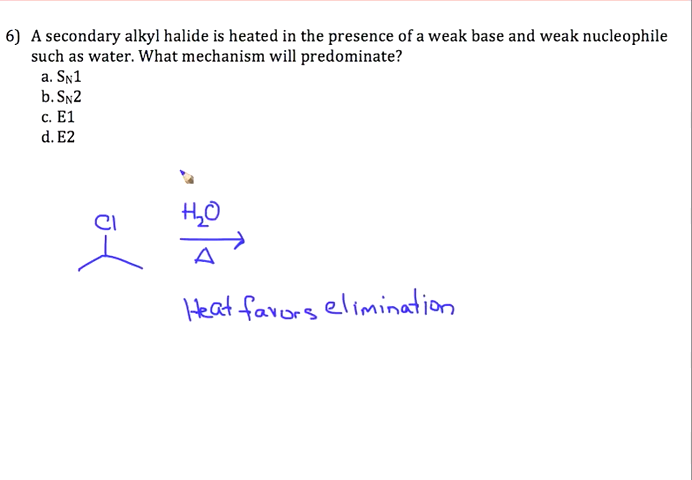 6) A secondary alkyl halide is heated in the presence of a weak base and weak nucleophile
such as water. What mechanism will predominate?
a. SN1
b. SN2
c. E1
d. E2
Cl
H2O
Δ
Heat favors elimination